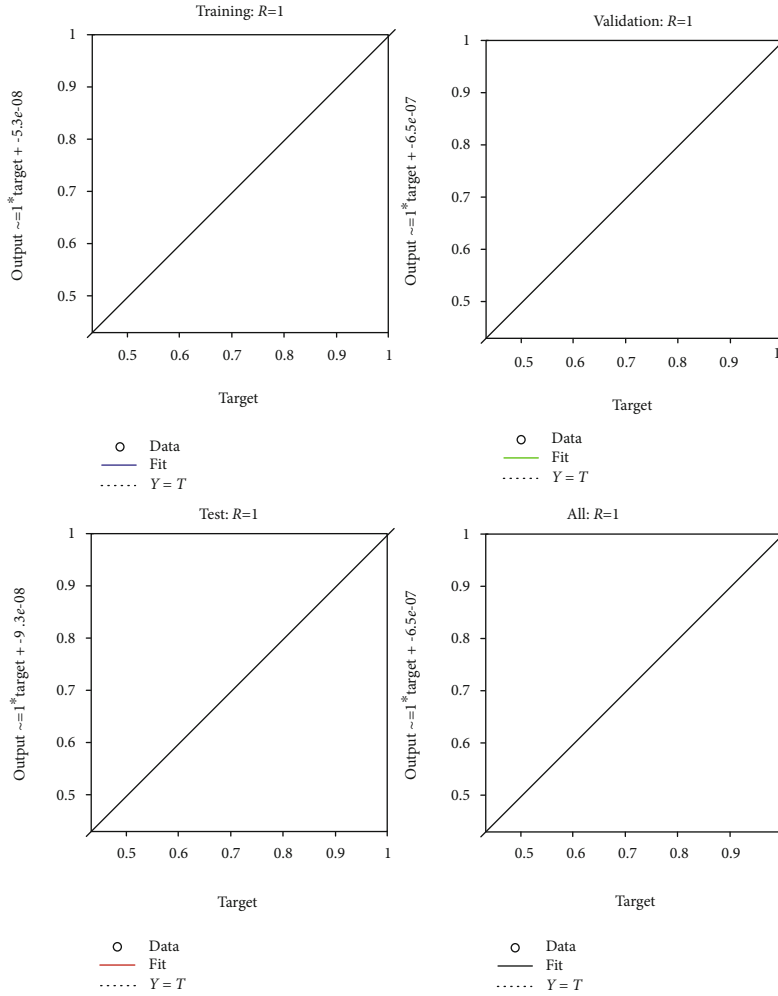 Training: R=1
Output ~=1*target + -5.3e-08
1
0.9
0.8
0.7
0.6
0.5
0.5 0.6 0.7 0.8 0.9 1
Target
Data
Fit
Y = T
Validation: R=1
Output ~=1*target + -6.5e-07
1
0.9
0.8
0.7
0.6
0.5
0.5 0.6 0.7 0.8 0.9 1
Target
Data
Fit
Y = T
Test: R=1
Output ~=1*target + -9.3e-08
1
0.9
0.8
0.7
0.6
0.5
0.5 0.6 0.7 0.8 0.9 1
Target
Data
Fit
Y = T
All: R=1
Output ~=1*target + -6.5e-07
1
0.9
0.8
0.7
0.6
0.5
0.5 0.6 0.7 0.8 0.9
Target
Data
Fit
Y = T